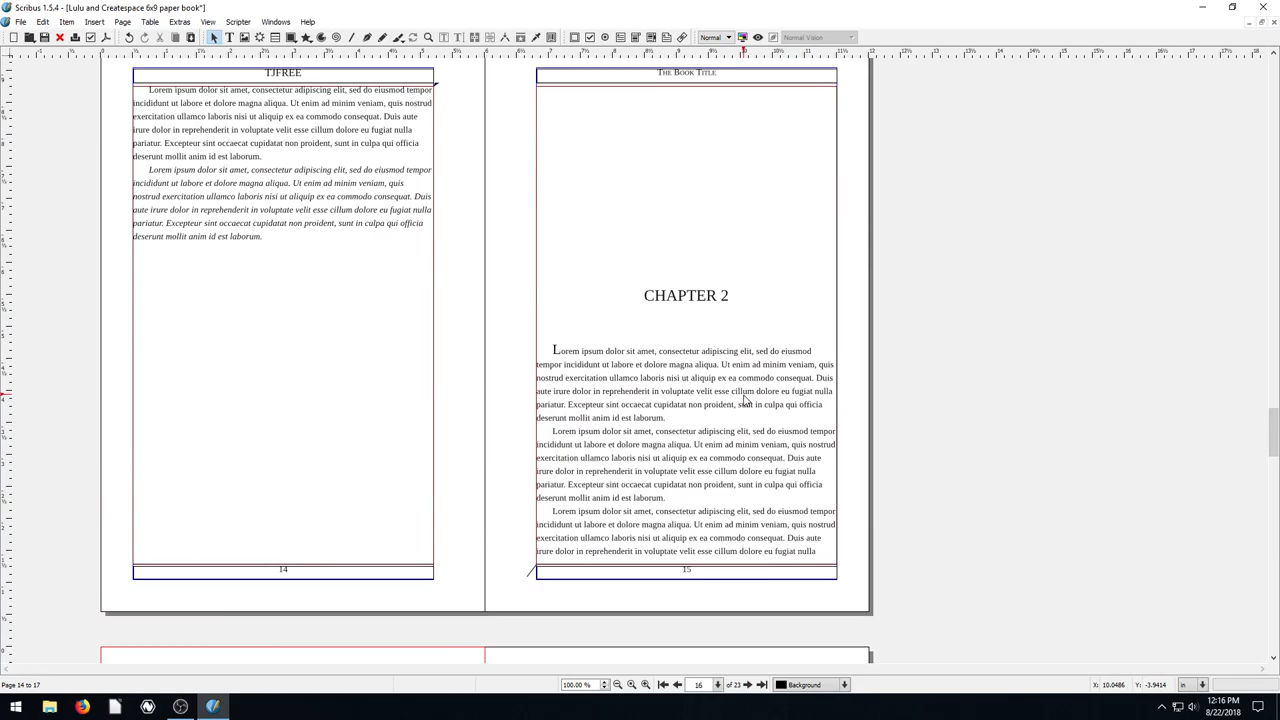 Scribus 1.5.4 - [Lulu and Createspace 6x9 paper book*]
File Edit Item Insert Page Table Extras View Scripter Windows Help
Normal
Normal Vision
TJFREE
Lorem ipsum dolor sit amet, consectetur adipiscing elit, sed do eiusmod tempor
incididunt ut labore et dolore magna aliqua. Ut enim ad minim veniam, quis nostrud
exercitation ullamco laboris nisi ut aliquip ex ea commodo consequat. Duis aute
irure dolor in reprehenderit in voluptate velit esse cillum dolore eu fugiat nulla
pariatur. Excepteur sint occaecat cupidatat non proident, sunt in culpa qui officia
deserunt mollit anim id est laborum.
Lorem ipsum dolor sit amet, consectetur adipiscing elit, sed do eiusmod tempor
incididunt ut labore et dolore magna aliqua. Ut enim ad minim veniam, quis
nostrud exercitation ullamco laboris nisi ut aliquip ex ea commodo consequat. Duis
aute irure dolor in reprehenderit in voluptate velit esse cillum dolore eu fugiat nulla
pariatur. Excepteur sint occaecat cupidatat non proident, sunt in culpa qui officia
deserunt mollit anim id est laborum.
14
The Book Title
CHAPTER 2
Lorem ipsum dolor sit amet, consectetur adipiscing elit, sed do eiusmod
tempor incididunt ut labore et dolore magna aliqua. Ut enim ad minim veniam, quis
nostrud exercitation ullamco laboris nisi ut aliquip ex ea commodo consequat. Duis
aute irure dolor in reprehenderit in voluptate velit esse cillum dolore eu fugiat nulla
pariatur. Excepteur sint occaecat cupidatat non proident, sunt in culpa qui officia
deserunt mollit anim id est laborum.
Lorem ipsum dolor sit amet, consectetur adipiscing elit, sed do eiusmod tempor
incididunt ut labore et dolore magna aliqua. Ut enim ad minim veniam, quis nostrud
exercitation ullamco laboris nisi ut aliquip ex ea commodo consequat. Duis aute
irure dolor in reprehenderit in voluptate velit esse cillum dolore eu fugiat nulla
pariatur. Excepteur sint occaecat cupidatat non proident, sunt in culpa qui officia
deserunt mollit anim id est laborum.
Lorem ipsum dolor sit amet, consectetur adipiscing elit, sed do eiusmod tempor
incididunt ut labore et dolore magna aliqua. Ut enim ad minim veniam, quis nostrud
exercitation ullamco laboris nisi ut aliquip ex ea commodo consequat. Duis aute
irure dolor in reprehenderit in voluptate velit esse cillum dolore eu fugiat nulla
15
Page 14 to 17
100.00 %
16
of 23
Background
X: 10.0486
Y: -3.9414
in
12:16 PM
8/22/2018